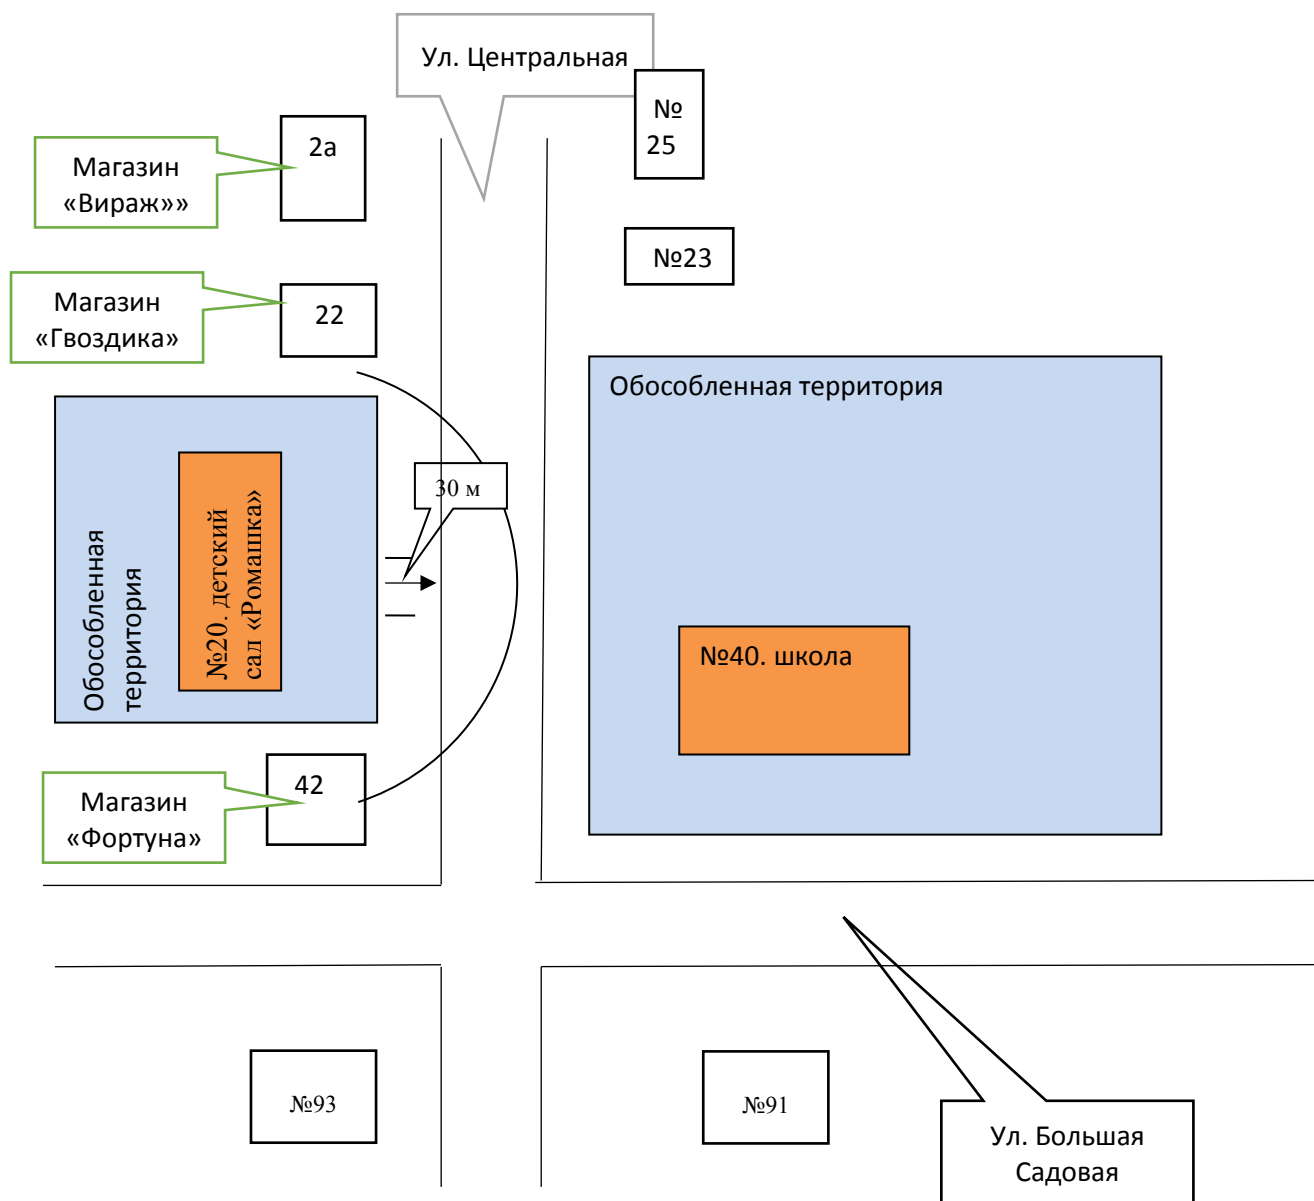 Ул. Центральная
№
25
2а
Магазин
«Вираж»»
№23
Магазин
«Гвоздика»
22
Обособленная территория
30 м
Обособленная
территория
№20. детский
сад «Ромашка»
№40. школа
42
Магазин
«Фортуна»
№93
№91
Ул. Большая
Садовая